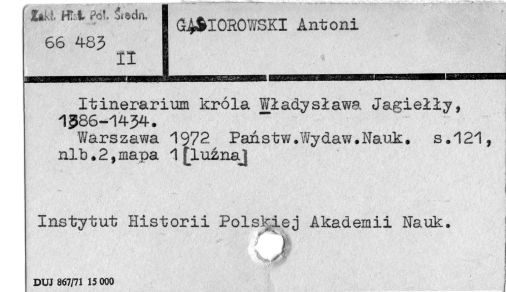 Zakł. Hist. Pol. Średn.
66 483
II
GĄSIOROWSKI Antoni
Itinerarium króla Władysława Jagiełły,
1386-1434.
Warszawa 1972 Państw.Wydaw.Nauk. s.121,
nlb.2,mapa 1 [luźna]
Instytut Historii Polskiej Akademii Nauk.
DUJ 867/71 15 000